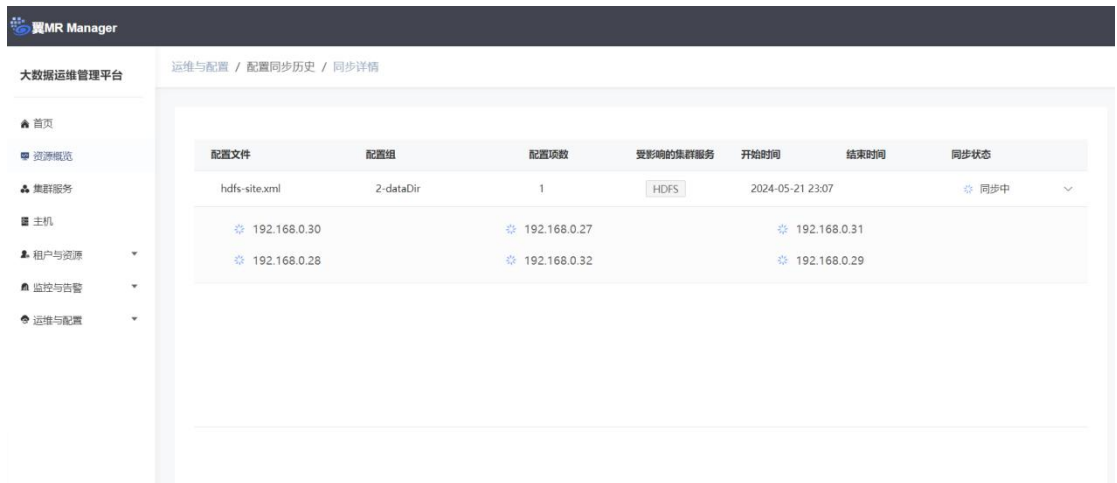 翼MR Manager
大数据运维管理平台
运维与配置 / 配置同步历史 / 同步详情
首页
资源概览
集群服务
主机
租户与资源
监控与告警
运维与配置
配置文件 配置组 配置项数 受影响的集群服务 开始时间 结束时间 同步状态
hdfs-site.xml 2-dataDir 1 HDFS 2024-05-21 23:07 同步中
192.168.0.30 192.168.0.27 192.168.0.31
192.168.0.28 192.168.0.32 192.168.0.29